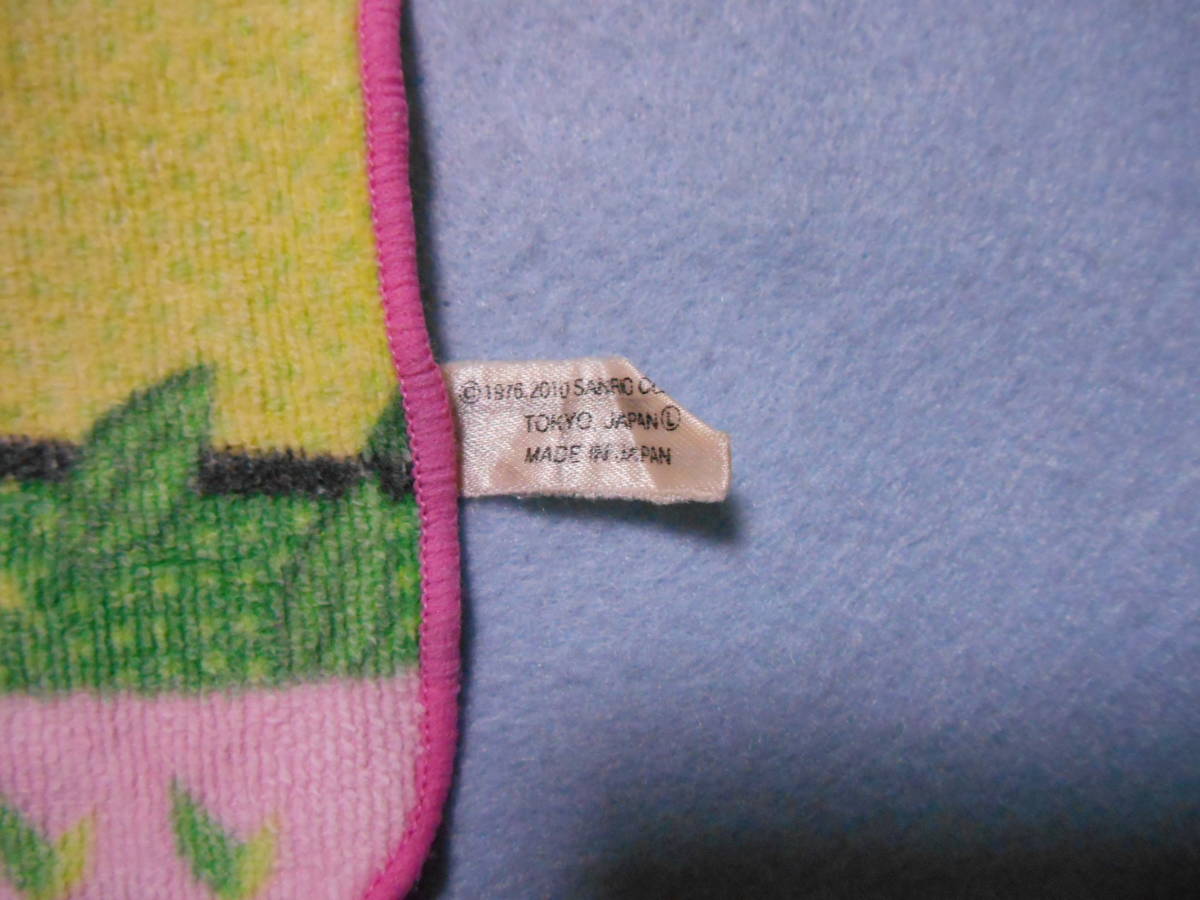 ©1976,2010 SANRIO CO.
TOKYO JAPAN Ⓛ
MADE IN JAPAN